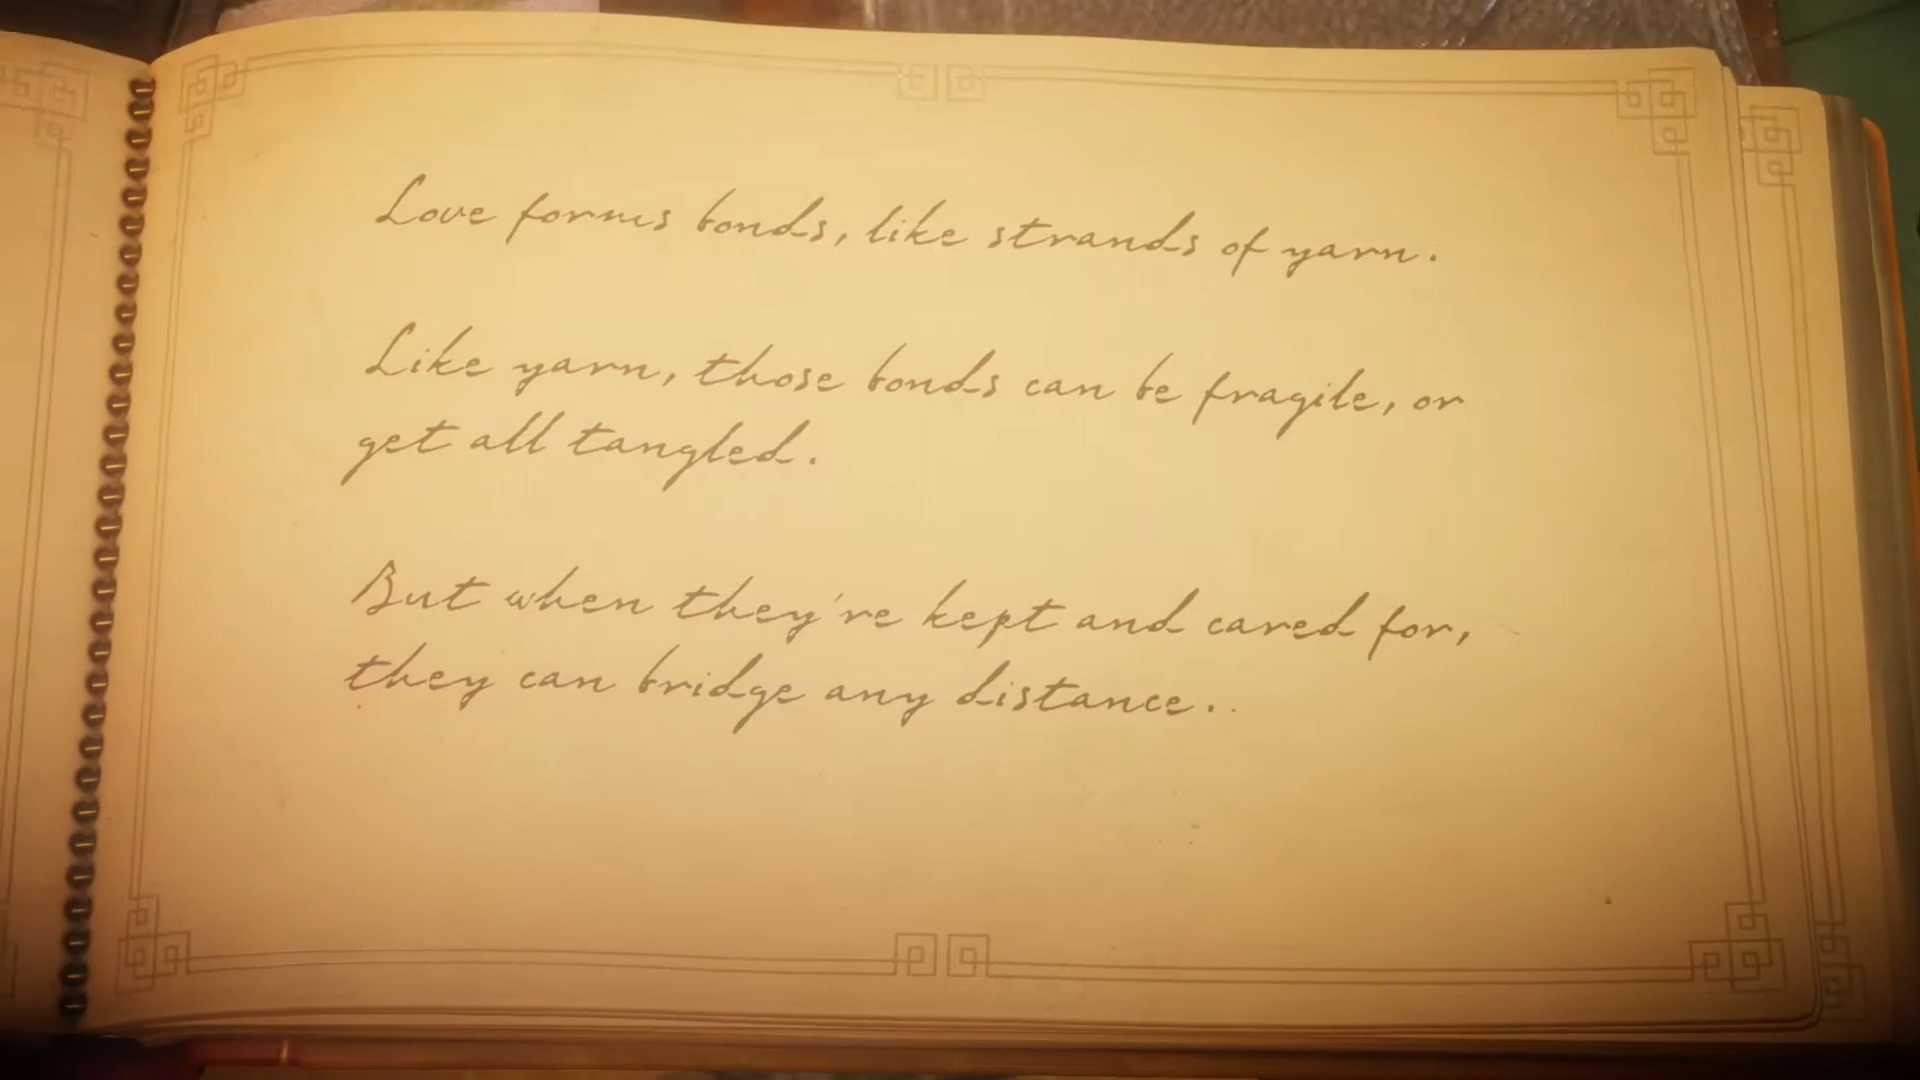 Love forms bonds, like strands of yarn.
Like yarn, those bonds can be fragile, or
get all tangled.
But when they're kept and cared for,
they can bridge any distance..